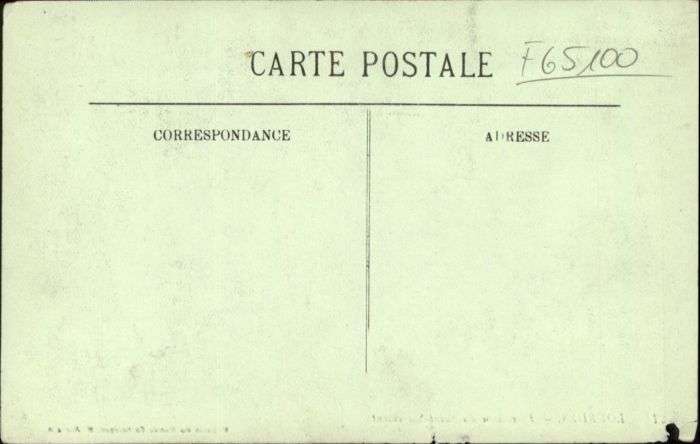 CARTE POSTALE F65100
CORRESPONDANCE ADRESSE